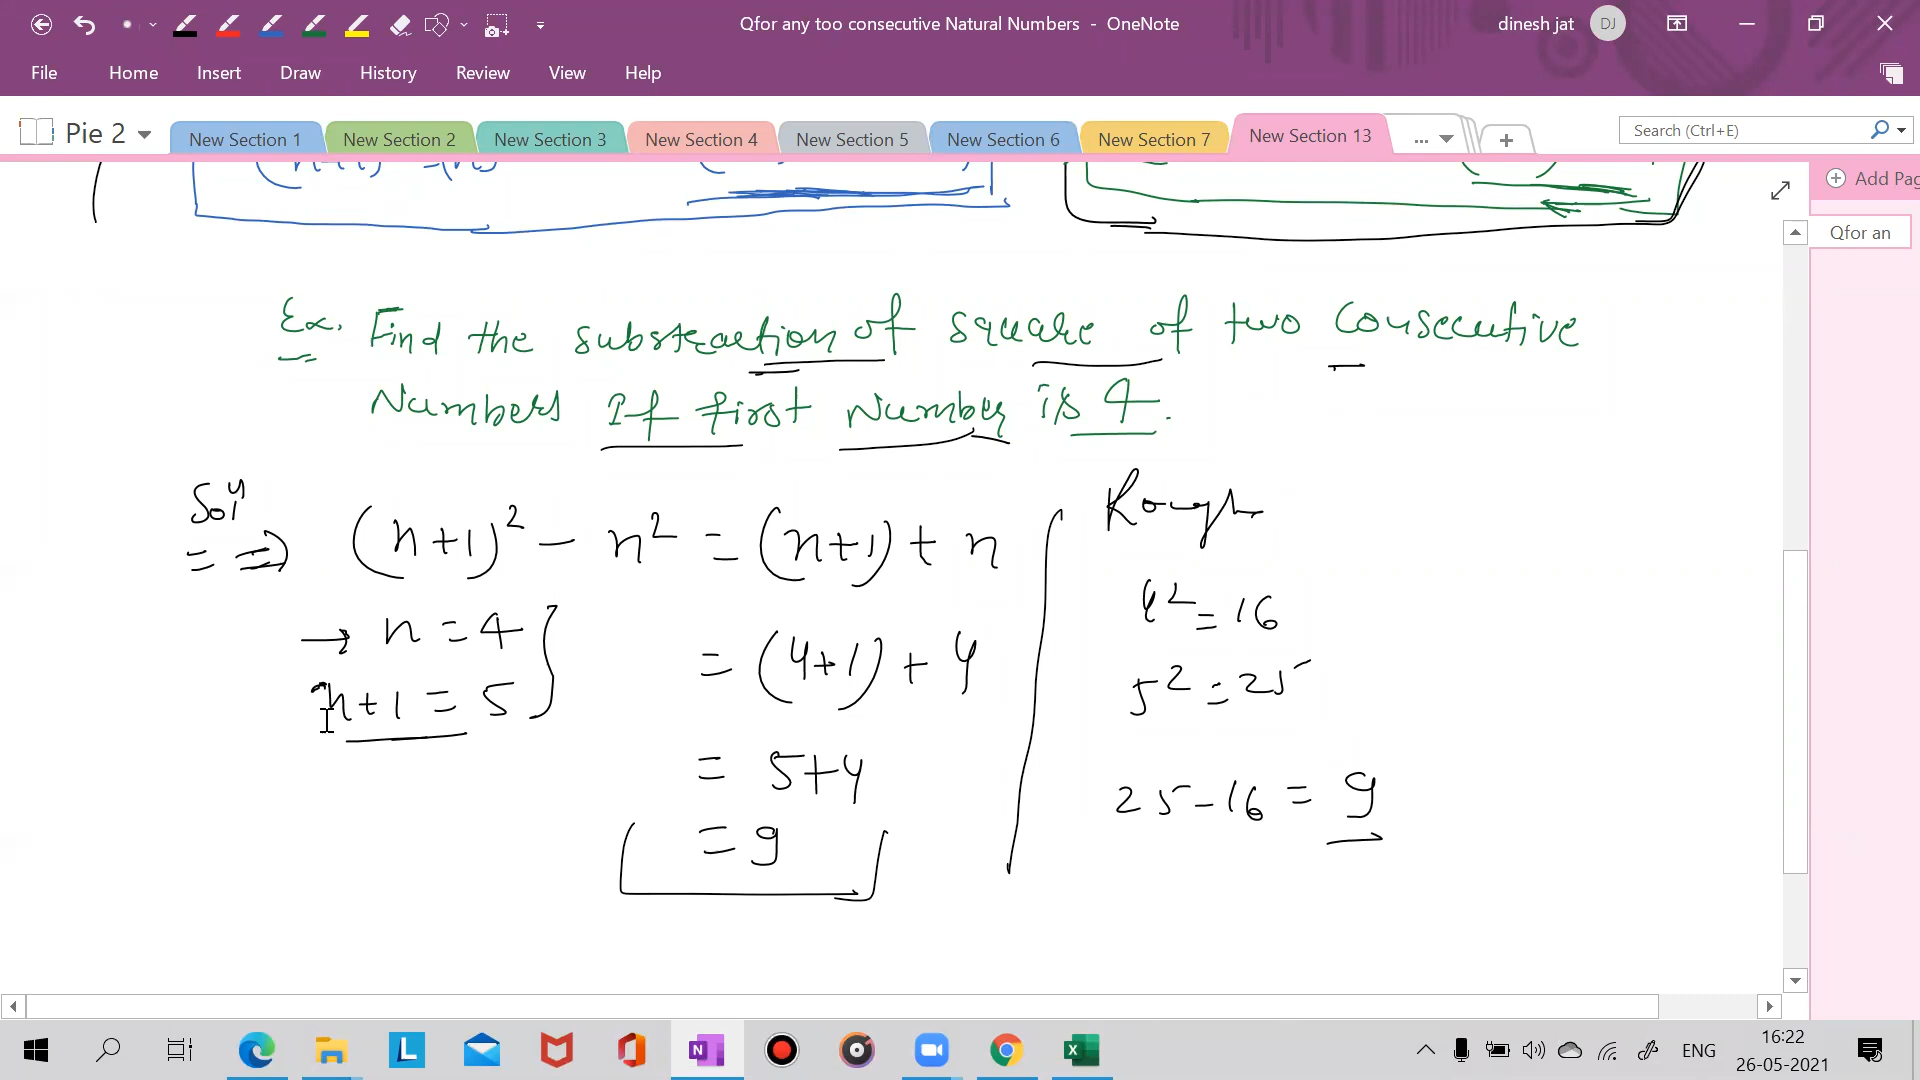 Qfor any too consecutive Natural Numbers - OneNote
dinesh jat
DJ
File Home Insert Draw History Review View Help
Pie 2
New Section 1
New Section 2
New Section 3
New Section 4
New Section 5
New Section 6
New Section 7
New Section 13
...
+
Search (Ctrl+E)
Add Pag
Qfor an
Ex. Find the substraction of square of two consecutive
Numbers If first Number is 4.
Soln
⇒ (n+1)² - n² = (n+1) + n
→ n = 4
n+1 = 5
= (4+1) + 4
= 5+4
= 9
Rough
4² = 16
5² = 25
25-16 = 9
ENG
16:22
26-05-2021